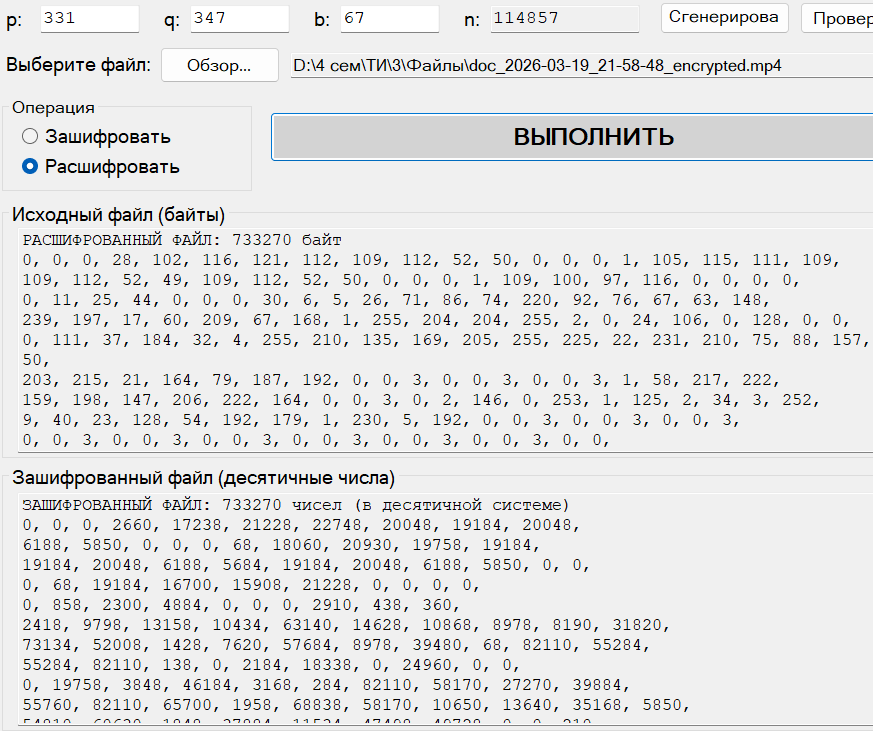 p: 331 q: 347 b: 67 n: 114857 Сгенерирова Провер
Выберите файл: Обзор... D:\4 сем\ТИ\3\Файлы\doc_2026-03-19_21-58-48_encrypted.mp4
Операция
Зашифровать
ВЫПОЛНИТЬ
Расшифровать
Исходный файл (байты)
РАСШИФРОВАННЫЙ ФАЙЛ: 733270 байт
0, 0, 0, 28, 102, 116, 121, 112, 109, 112, 52, 50, 0, 0, 0, 1, 105, 115, 111, 109,
109, 112, 52, 49, 109, 112, 52, 50, 0, 0, 0, 1, 109, 100, 97, 116, 0, 0, 0, 0,
0, 11, 25, 44, 0, 0, 0, 30, 6, 5, 26, 71, 86, 74, 220, 92, 76, 67, 63, 148,
239, 197, 17, 60, 209, 67, 168, 1, 255, 204, 204, 255, 2, 0, 24, 106, 0, 128, 0, 0,
0, 111, 37, 184, 32, 4, 255, 210, 135, 169, 205, 255, 225, 22, 231, 210, 75, 88, 157,
50,
203, 215, 21, 164, 79, 187, 192, 0, 0, 3, 0, 0, 3, 0, 0, 3, 1, 58, 217, 222,
159, 198, 147, 206, 222, 164, 0, 0, 3, 0, 2, 146, 0, 253, 1, 125, 2, 34, 3, 252,
9, 40, 23, 128, 54, 192, 179, 1, 230, 5, 192, 0, 0, 3, 0, 0, 3, 0, 0, 3,
0, 0, 3, 0, 0, 3, 0, 0, 3, 0, 0, 3, 0, 0, 3, 0, 0, 3, 0, 0,
Зашифрованный файл (десятичные числа)
ЗАШИФРОВАННЫЙ ФАЙЛ: 733270 чисел (в десятичной системе)
0, 0, 0, 2660, 17238, 21228, 22748, 20048, 19184, 20048,
6188, 5850, 0, 0, 0, 68, 18060, 20930, 19758, 19184,
19184, 20048, 6188, 5684, 19184, 20048, 6188, 5850, 0, 0,
0, 68, 19184, 16700, 15908, 21228, 0, 0, 0, 0,
0, 858, 2300, 4884, 0, 0, 0, 2910, 438, 360,
2418, 9798, 13158, 10434, 63140, 14628, 10868, 8978, 8190, 31820,
73134, 52008, 1428, 7620, 57684, 8978, 39480, 68, 82110, 55284,
55284, 82110, 138, 0, 2184, 18338, 0, 24960, 0, 0,
0, 19758, 3848, 46184, 3168, 284, 82110, 58170, 27270, 39884,
55760, 82110, 65700, 1958, 68838, 58170, 10650, 13640, 35168, 5850,